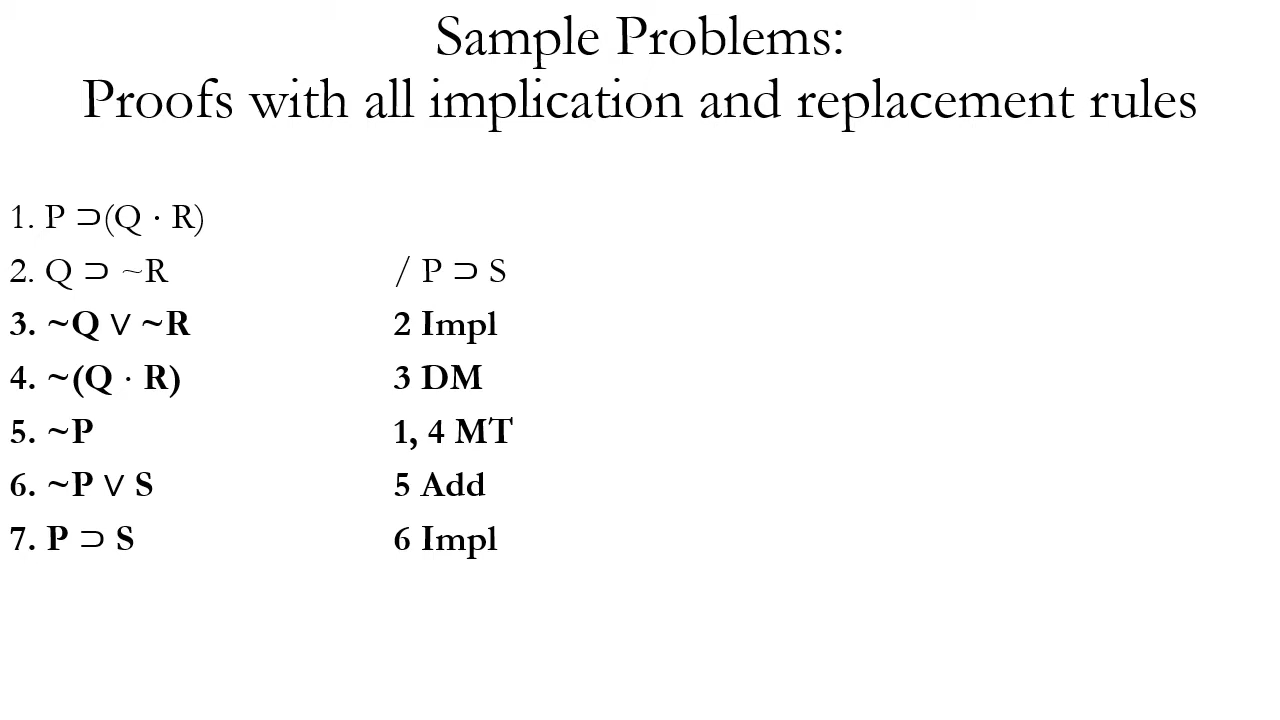 Sample Problems:
Proofs with all implication and replacement rules
1. P ⊃(Q · R)
2. Q ⊃ ~R / P ⊃ S
3. ~Q ∨ ~R 2 Impl
4. ~(Q · R) 3 DM
5. ~P 1, 4 MT
6. ~P ∨ S 5 Add
7. P ⊃ S 6 Impl